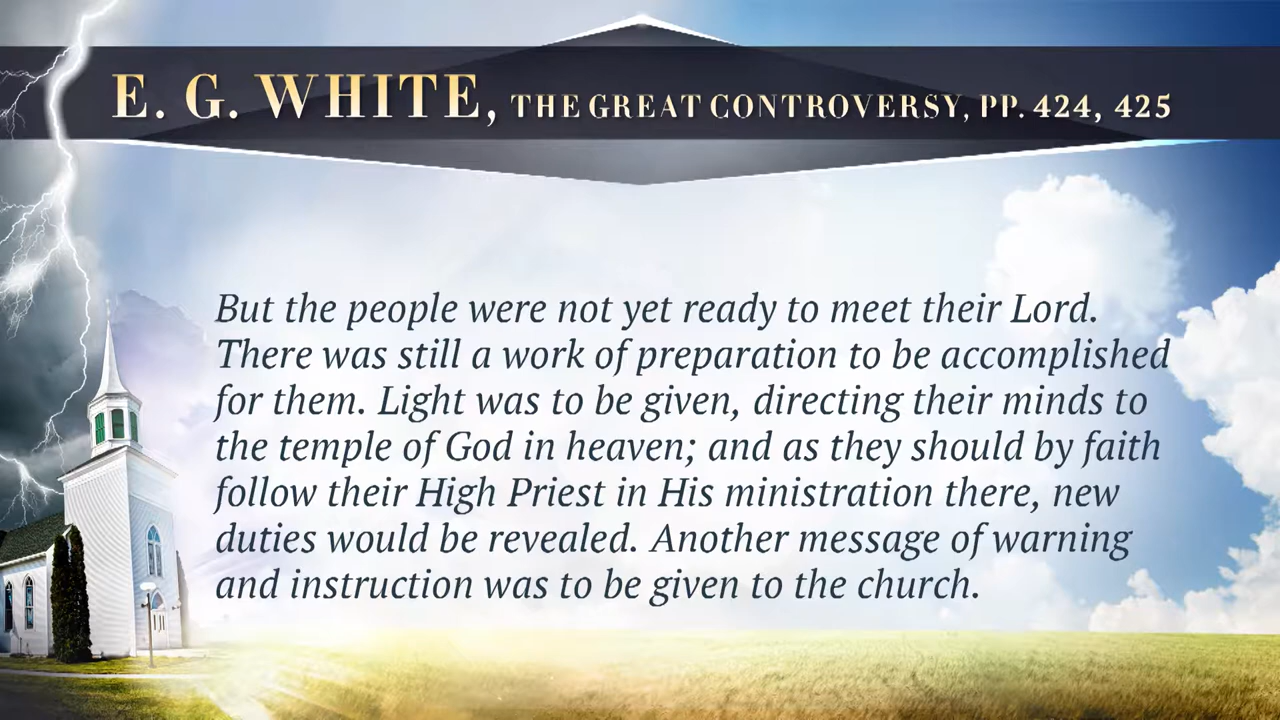 E. G. WHITE, THE GREAT CONTROVERSY, PP. 424, 425
But the people were not yet ready to meet their Lord.
There was still a work of preparation to be accomplished
for them. Light was to be given, directing their minds to
the temple of God in heaven; and as they should by faith
follow their High Priest in His ministration there, new
duties would be revealed. Another message of warning
and instruction was to be given to the church.